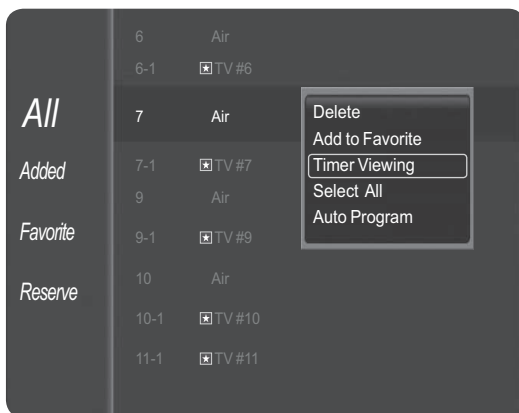 All
Added
Favorite
Reserve
6 Air
6-1 TV #6
7 Air
7-1 TV #7
9 Air
9-1 TV #9
10 Air
10-1 TV #10
11-1 TV #11
Delete
Add to Favorite
Timer Viewing
Select All
Auto Program